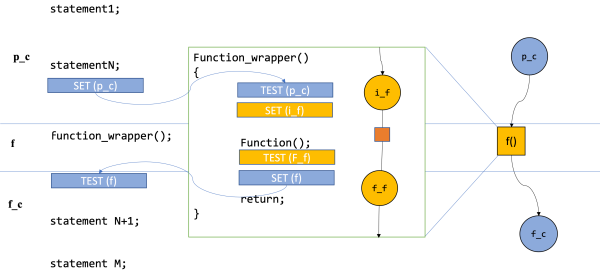 statement1;
p_c
statementN;
SET (p_c)
Function_wrapper()
{
TEST (p_c)
SET (i_f)
i_f
p_c
f
function_wrapper();
Function();
TEST (F_f)
f()
TEST (f)
SET (f)
f_f
f_c
return;
}
statement N+1;
f_c
statement M;